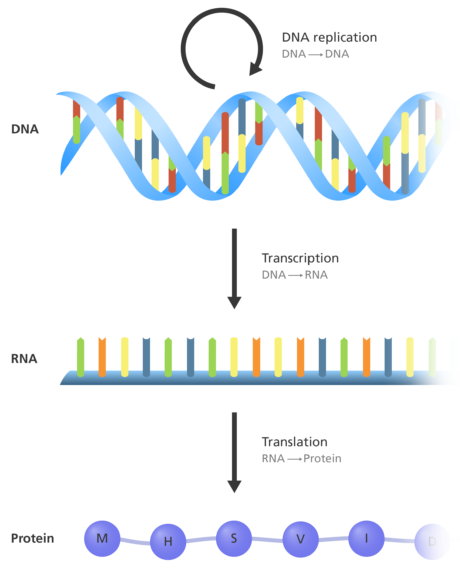 DNA replication
DNA → DNA
DNA
Transcription
DNA → RNA
RNA
Translation
RNA → Protein
Protein
M H S V I D